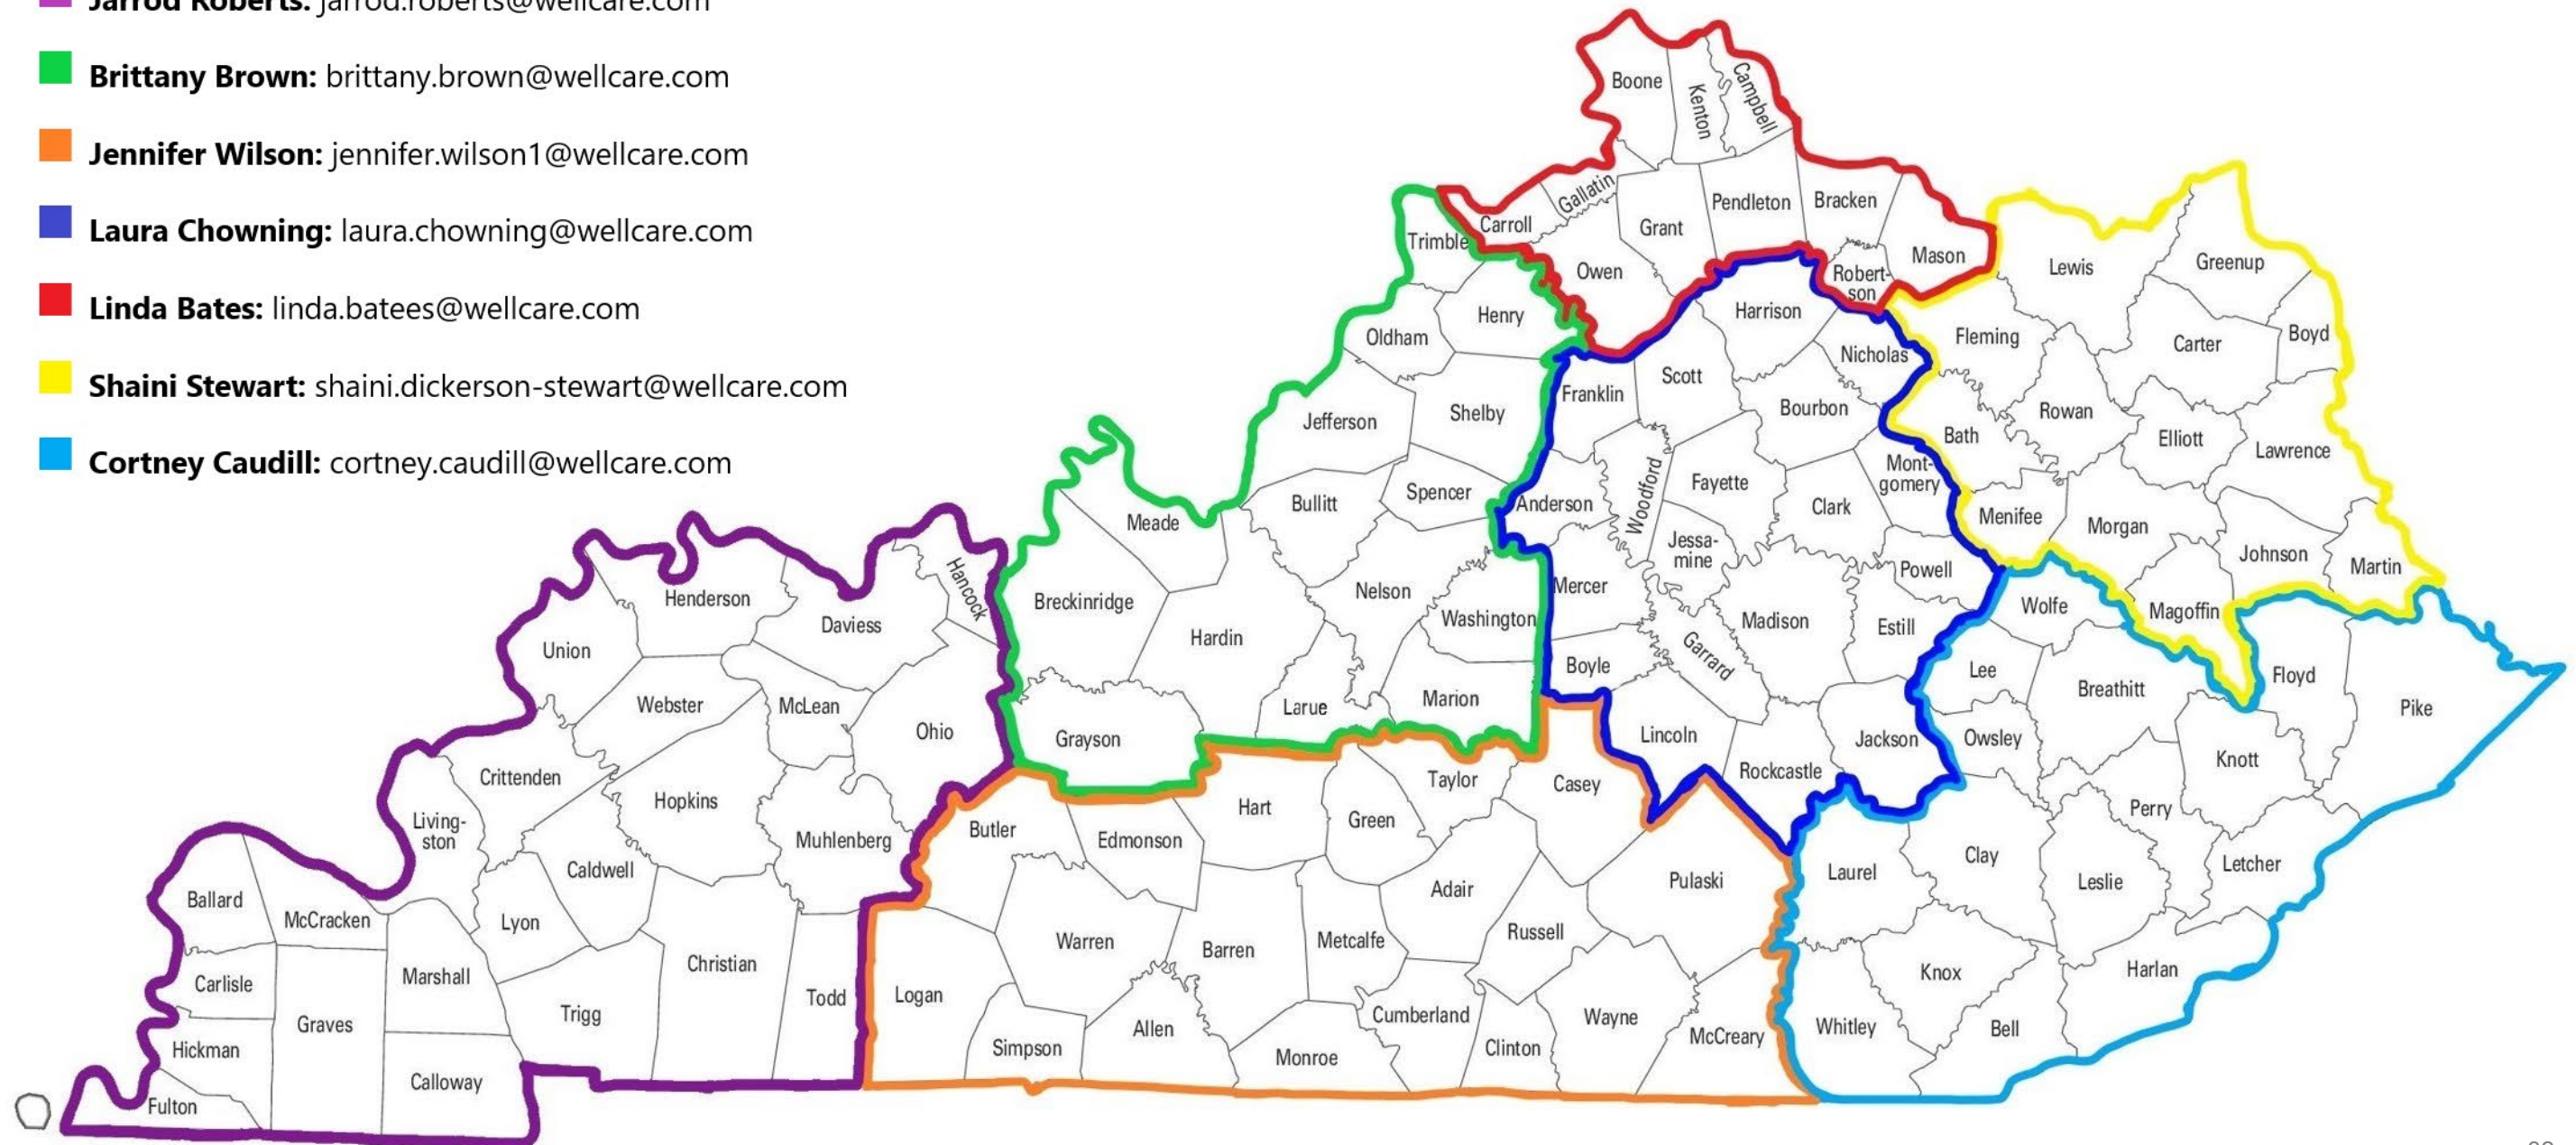 Jarrod Roberts: jarrod.roberts@wellcare.com
Brittany Brown: brittany.brown@wellcare.com
Jennifer Wilson: jennifer.wilson1@wellcare.com
Laura Chowning: laura.chowning@wellcare.com
Linda Bates: linda.batees@wellcare.com
Shaini Stewart: shaini.dickerson-stewart@wellcare.com
Cortney Caudill: cortney.caudill@wellcare.com
Boone
Kenton
Campbell
Gallatin
Carroll
Grant
Pendleton
Bracken
Owen
Robert-
son
Mason
Trimble
Henry
Oldham
Jefferson
Shelby
Spencer
Bullitt
Meade
Breckinridge
Hardin
Nelson
Washington
Larue
Marion
Grayson
Harrison
Nicholas
Franklin
Scott
Bourbon
Woodford
Fayette
Mont-
gomery
Anderson
Clark
Jessa-
mine
Mercer
Powell
Madison
Estill
Garrard
Boyle
Lincoln
Rockcastle
Jackson
Lewis
Greenup
Fleming
Carter
Boyd
Rowan
Bath
Elliott
Lawrence
Menifee
Morgan
Johnson
Martin
Magoffin
Wolfe
Lee
Breathitt
Floyd
Pike
Owsley
Knott
Perry
Clay
Leslie
Letcher
Laurel
Knox
Harlan
Whitley
Bell
Hancock
Henderson
Daviess
Union
Webster
McLean
Ohio
Crittenden
Hopkins
Living-
ston
Muhlenberg
Caldwell
Ballard
McCracken
Lyon
Carlisle
Marshall
Christian
Todd
Graves
Trigg
Hickman
Calloway
Fulton
Butler
Edmonson
Hart
Green
Taylor
Casey
Pulaski
Adair
Russell
Warren
Barren
Metcalfe
Logan
Simpson
Allen
Monroe
Cumberland
Clinton
Wayne
McCreary